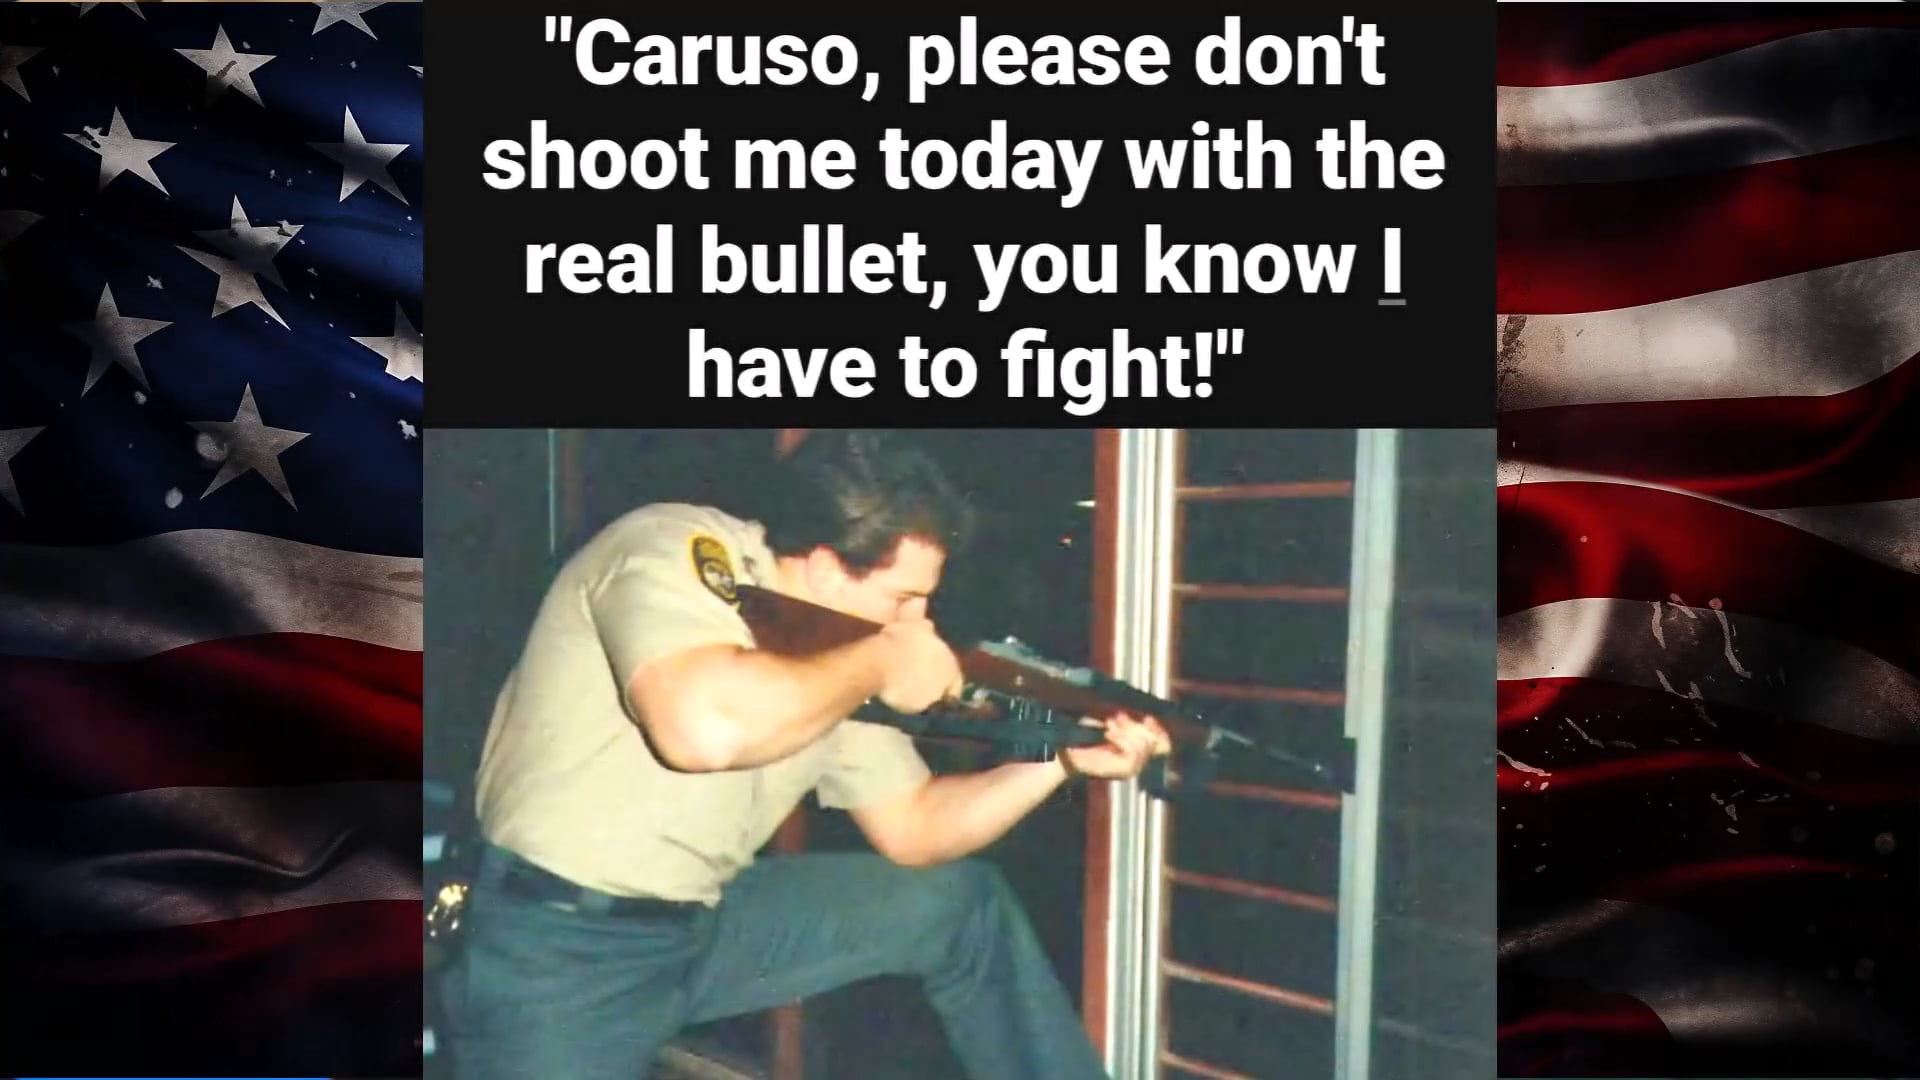 "Caruso, please don't
shoot me today with the
real bullet, you know I
have to fight!"